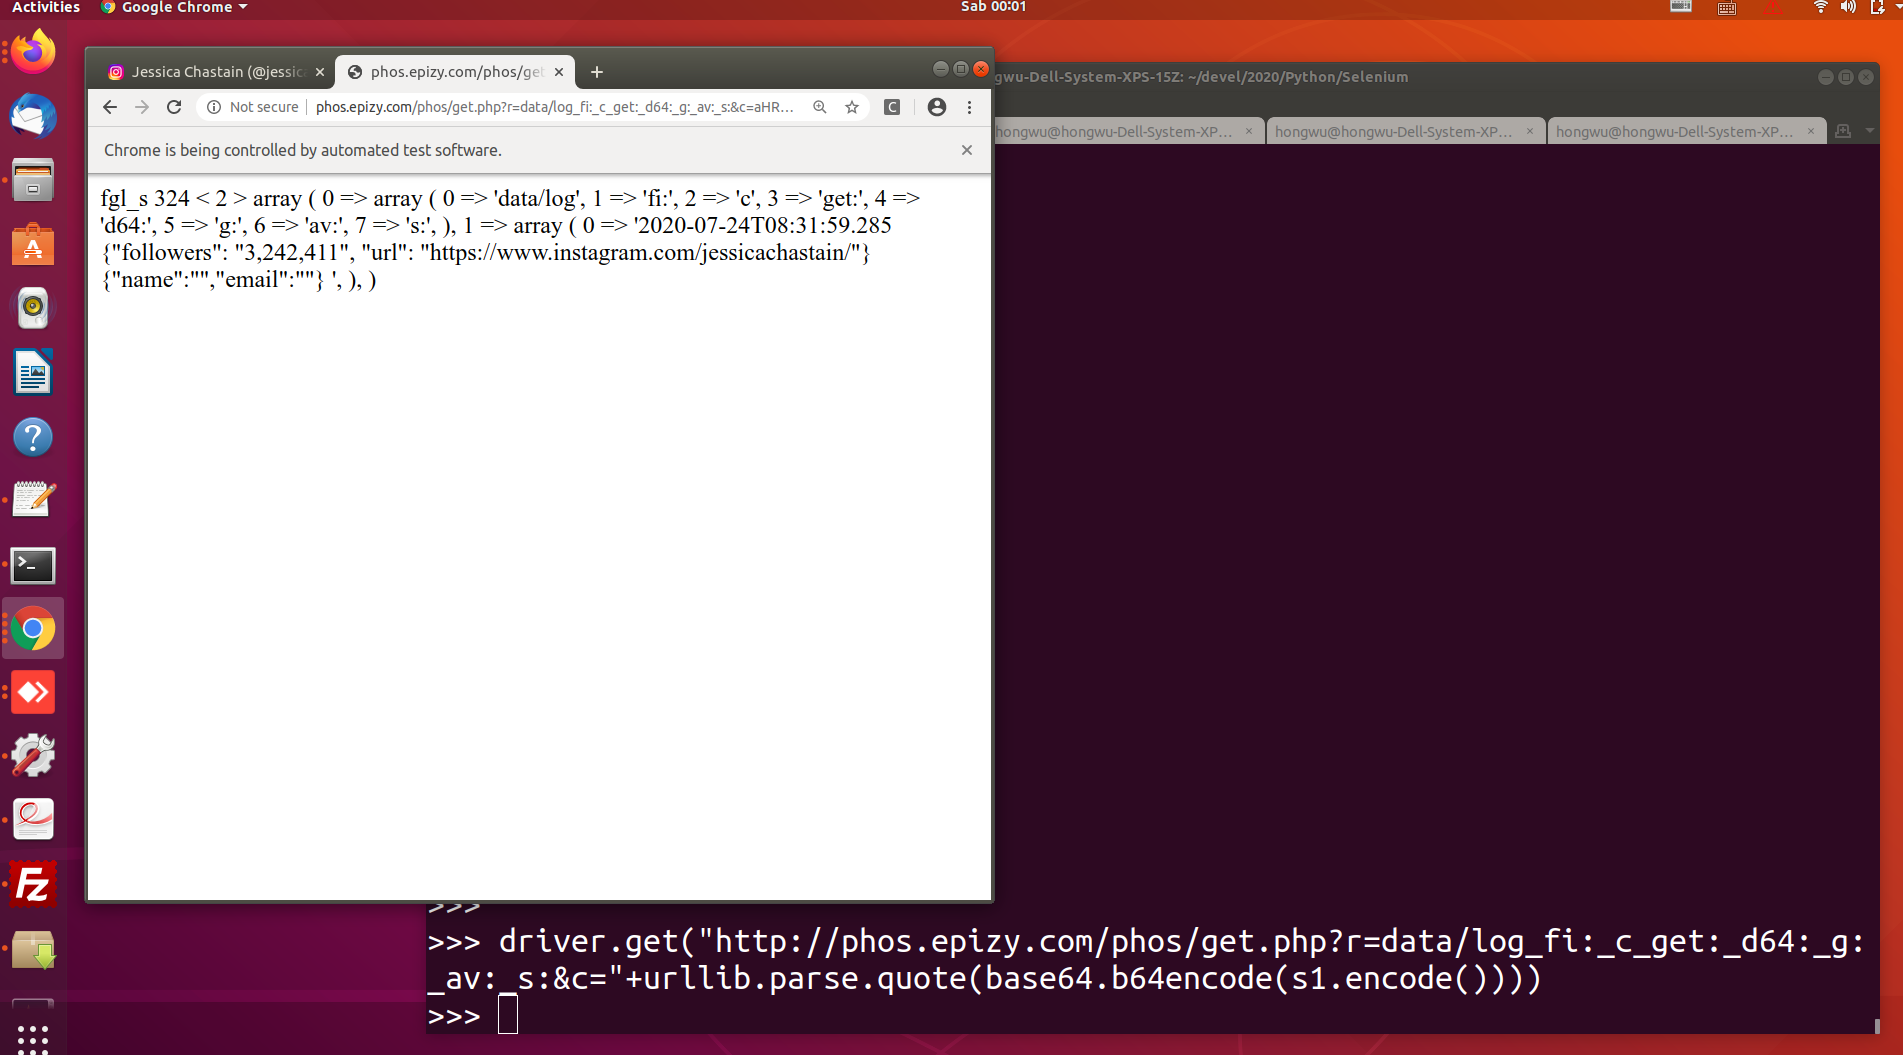 Activities Google Chrome Sab 00:01
Jessica Chastain (@jessic
phos.epizy.com/phos/get
Not secure phos.epizy.com/phos/get.php?r=data/log_fi:_c_get:_d64:_g:_av:_s:&c=aHR...
Chrome is being controlled by automated test software.
fgl_s 324 < 2 > array ( 0 => array ( 0 => 'data/log', 1 => 'fi:', 2 => 'c', 3 => 'get:', 4 =>
'd64:', 5 => 'g:', 6 => 'av:', 7 => 's:', ), 1 => array ( 0 => '2020-07-24T08:31:59.285
{"followers": "3,242,411", "url": "https://www.instagram.com/jessicachastain/"}
{"name":"","email":""} ', ), )
gwu-Dell-System-XPS-15Z: ~/devel/2020/Python/Selenium
hongwu@hongwu-Dell-System-XP...
hongwu@hongwu-Dell-System-XP...
hongwu@hongwu-Dell-System-XP...
>>>
>>> driver.get("http://phos.epizy.com/phos/get.php?r=data/log_fi:_c_get:_d64:_g:
_av:_s:&c="+urllib.parse.quote(base64.b64encode(s1.encode())))
>>>